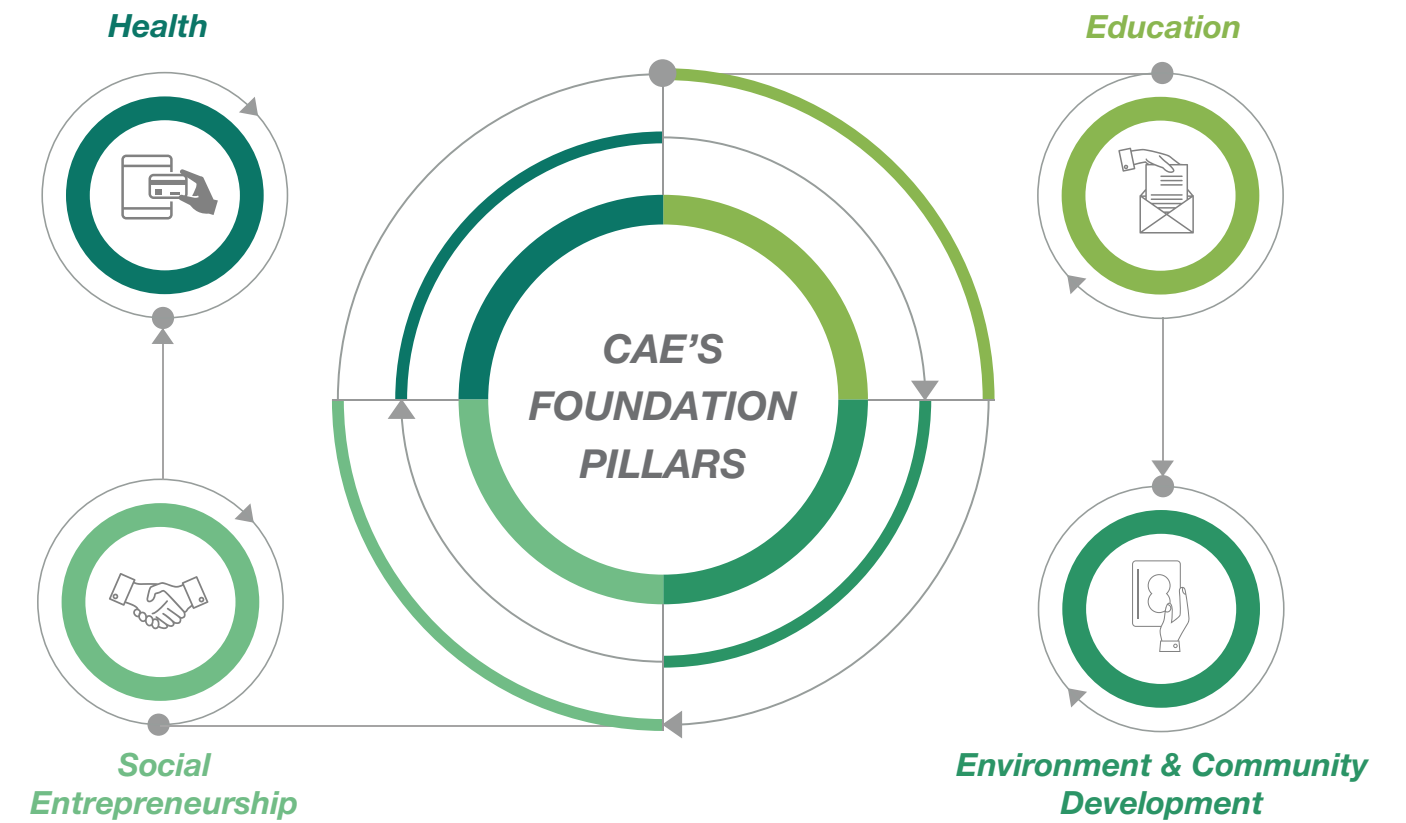 Health
Education
CAE'S
FOUNDATION
PILLARS
Social
Entrepreneurship
Environment & Community
Development